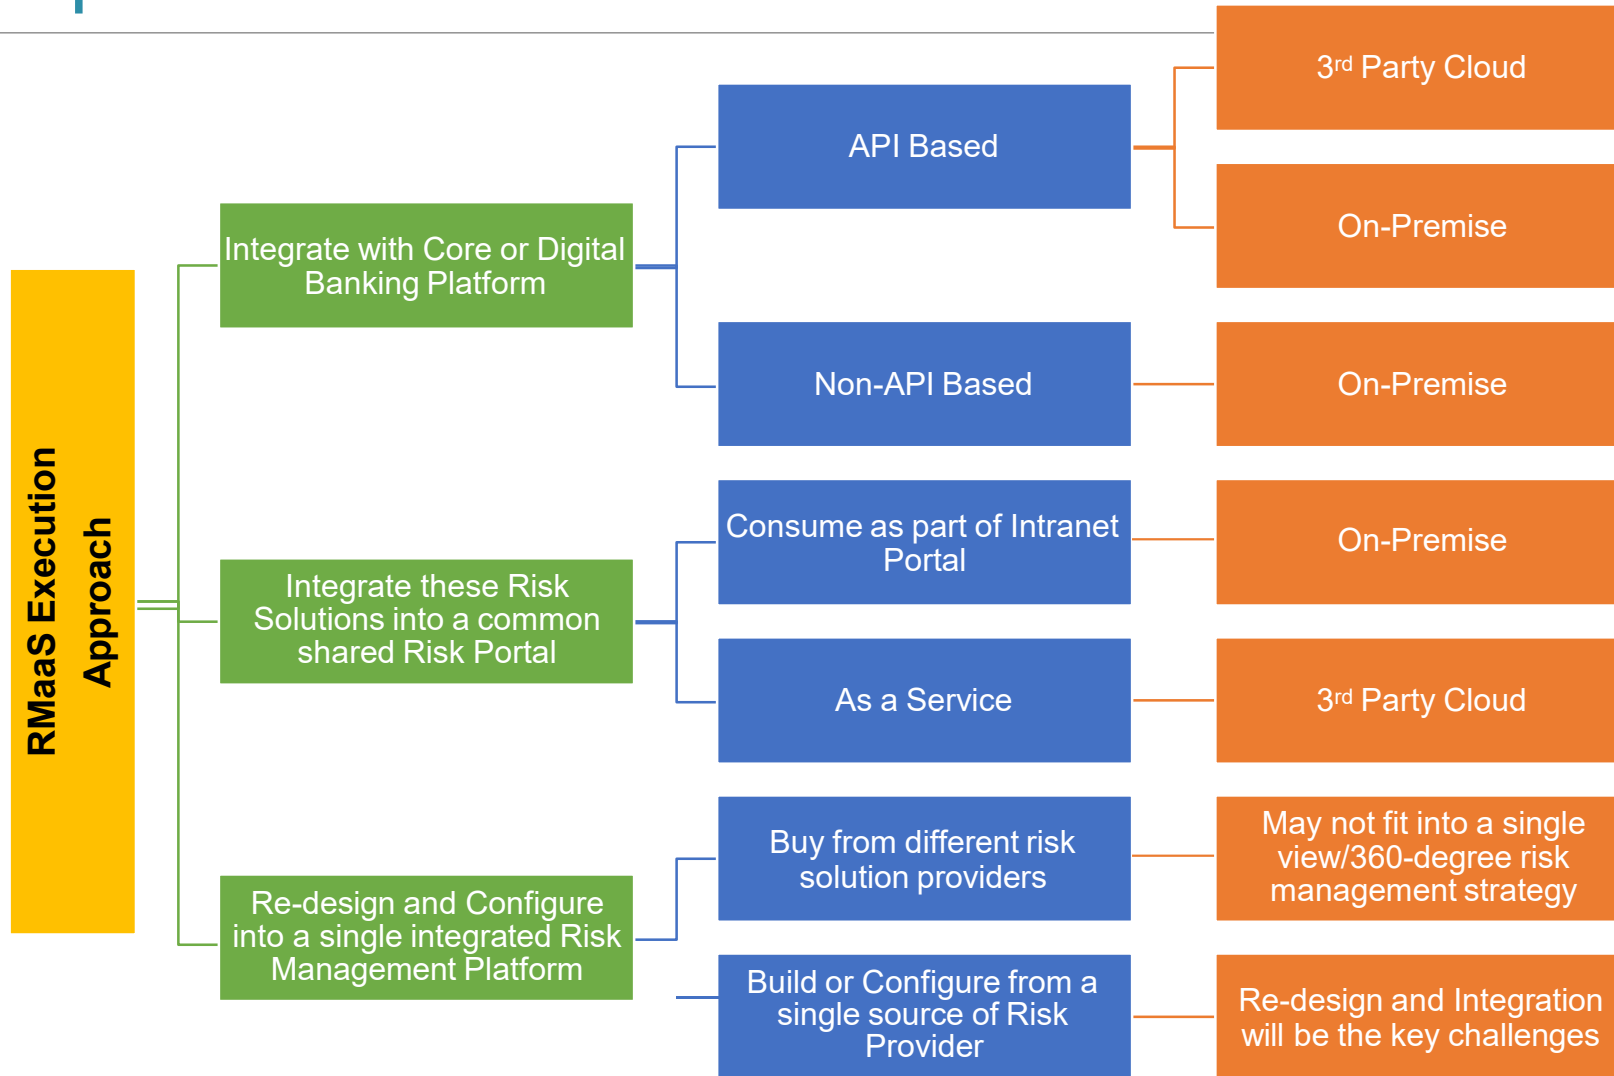 RMaaS Execution
Approach
Integrate with Core or Digital
Banking Platform
API Based
3rd Party Cloud
On-Premise
Non-API Based
On-Premise
Integrate these Risk
Solutions into a common
shared Risk Portal
Consume as part of Intranet
Portal
On-Premise
As a Service
3rd Party Cloud
Re-design and Configure
into a single integrated Risk
Management Platform
Buy from different risk
solution providers
May not fit into a single
view/360-degree risk
management strategy
Build or Configure from a
single source of Risk
Provider
Re-design and Integration
will be the key challenges